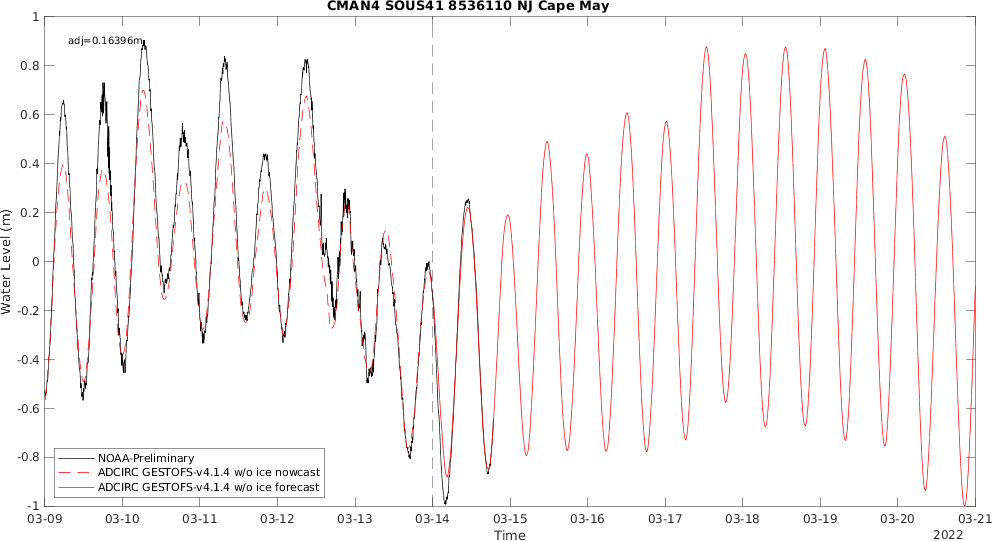 CMAN4 SOUS41 8536110 NJ Cape May
adj=0.16396m
Water Level (m)
1
0.8
0.6
0.4
0.2
0
-0.2
-0.4
-0.6
-0.8
-1
NOAA-Preliminary
ADCIRC GESTOFS-v4.1.4 w/o ice nowcast
ADCIRC GESTOFS-v4.1.4 w/o ice forecast
03-09 03-10 03-11 03-12 03-13 03-14 03-15 03-16 03-17 03-18 03-19 03-20 03-21
Time
2022